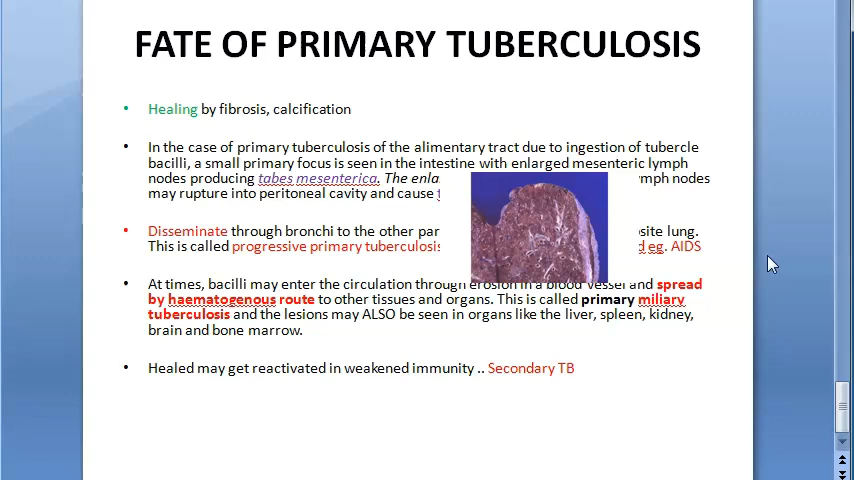 FATE OF PRIMARY TUBERCULOSIS
• Healing by fibrosis, calcification
• In the case of primary tuberculosis of the alimentary tract due to ingestion of tubercle
bacilli, a small primary focus is seen in the intestine with enlarged mesenteric lymph
nodes producing tabes mesenterica. The nodes
may rupture into peritoneal cavity and cause
• Disseminate through bronchi to the other lung.
This is called progressive primary tuberculosis eg. AIDS
• At times, bacilli may enter the circulation through erosion in a blood vessel and spread
by haematogenous route to other tissues and organs. This is called primary miliary
tuberculosis and the lesions may ALSO be seen in organs like the liver, spleen, kidney,
brain and bone marrow.
• Healed may get reactivated in weakened immunity .. Secondary TB